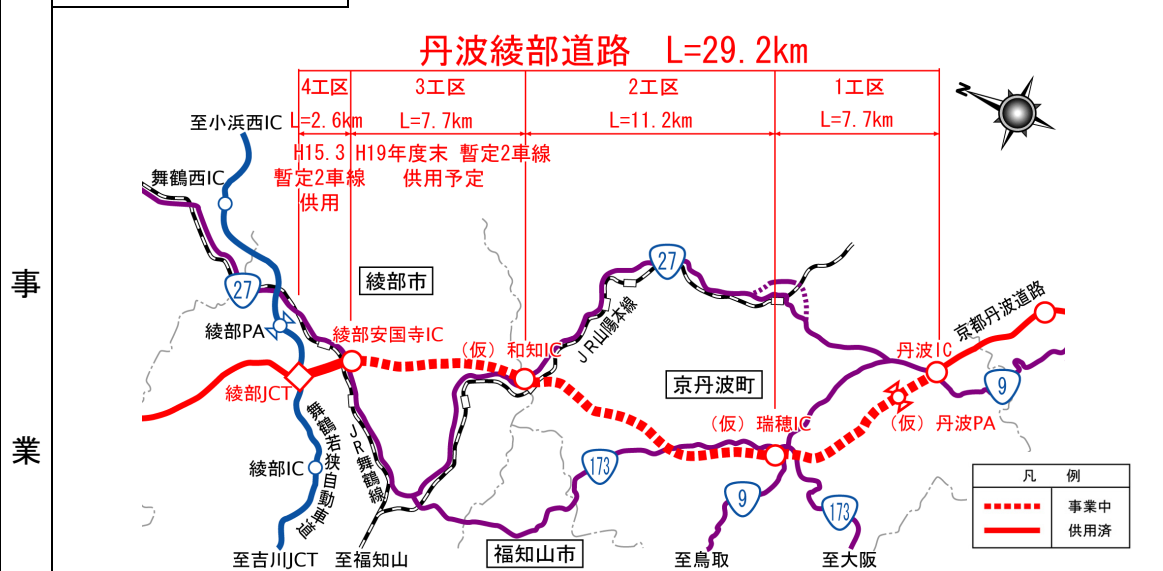 丹波綾部道路　L=29.2km
4工区
3工区
2工区
1工区
L=2.6km
L=7.7km
L=11.2km
L=7.7km
H15.3
暫定2車線
供用
H19年度末 暫定2車線
供用予定
N
至小浜西IC
舞鶴西IC
27
綾部市
27
綾部PA
綾部安国寺IC
（仮）和知IC
JR山陽本線
京都丹波道路
丹波IC
綾部JCT
京丹波町
9
（仮）瑞穂IC
（仮）丹波PA
舞鶴若狭自動車道
JR舞鶴線
綾部IC
173
9
173
福知山市
至吉川JCT
至福知山
至鳥取
至大阪
凡　例
事業中
供用済
事
業